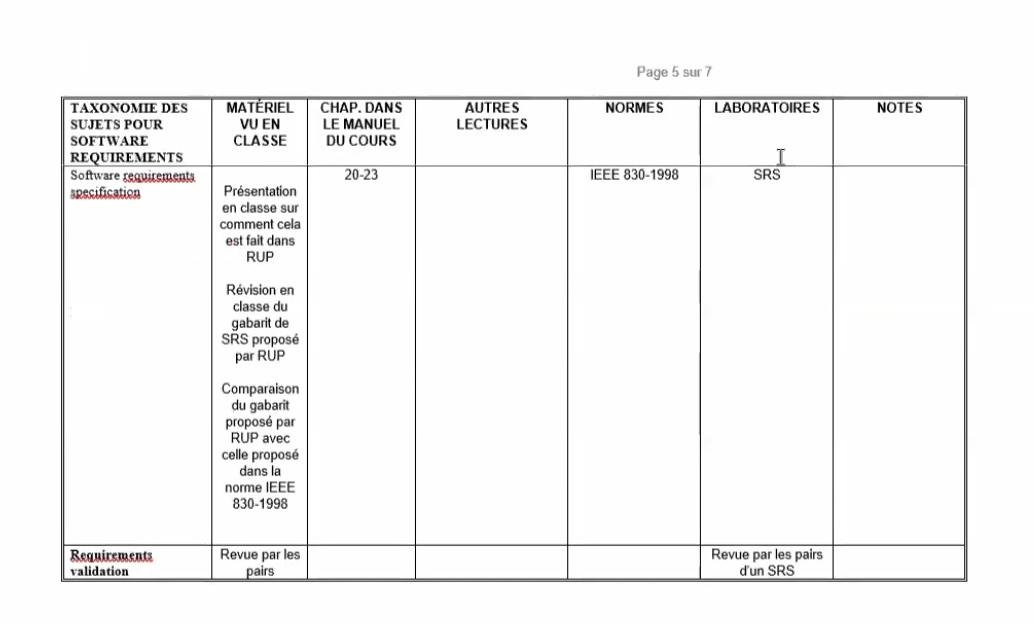 Page 5 sur 7
TAXONOMIE DES
SUJETS POUR
SOFTWARE
REQUIREMENTS
MATÉRIEL
VU EN
CLASSE
CHAP. DANS
LE MANUEL
DU COURS
AUTRES
LECTURES
NORMES
LABORATOIRES
NOTES
Software requirements
specification
Présentation
en classe sur
comment cela
est fait dans
RUP
Révision en
classe du
gabarit de
SRS proposé
par RUP
Comparaison
du gabarit
proposé par
RUP avec
celle proposé
dans la
norme IEEE
830-1998
20-23
IEEE 830-1998
SRS
Requirements
validation
Revue par les
pairs
Revue par les pairs
d'un SRS